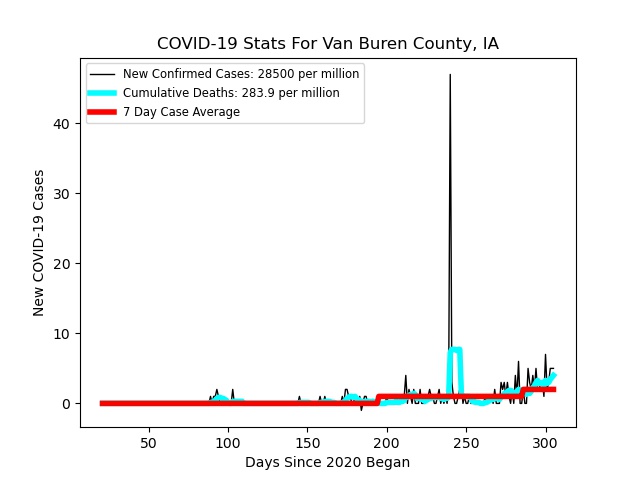 COVID-19 Stats For Van Buren County, IA
New Confirmed Cases: 28500 per million
Cumulative Deaths: 283.9 per million
7 Day Case Average
New COVID-19 Cases
40
30
20
10
0
50 100 150 200 250 300
Days Since 2020 Began